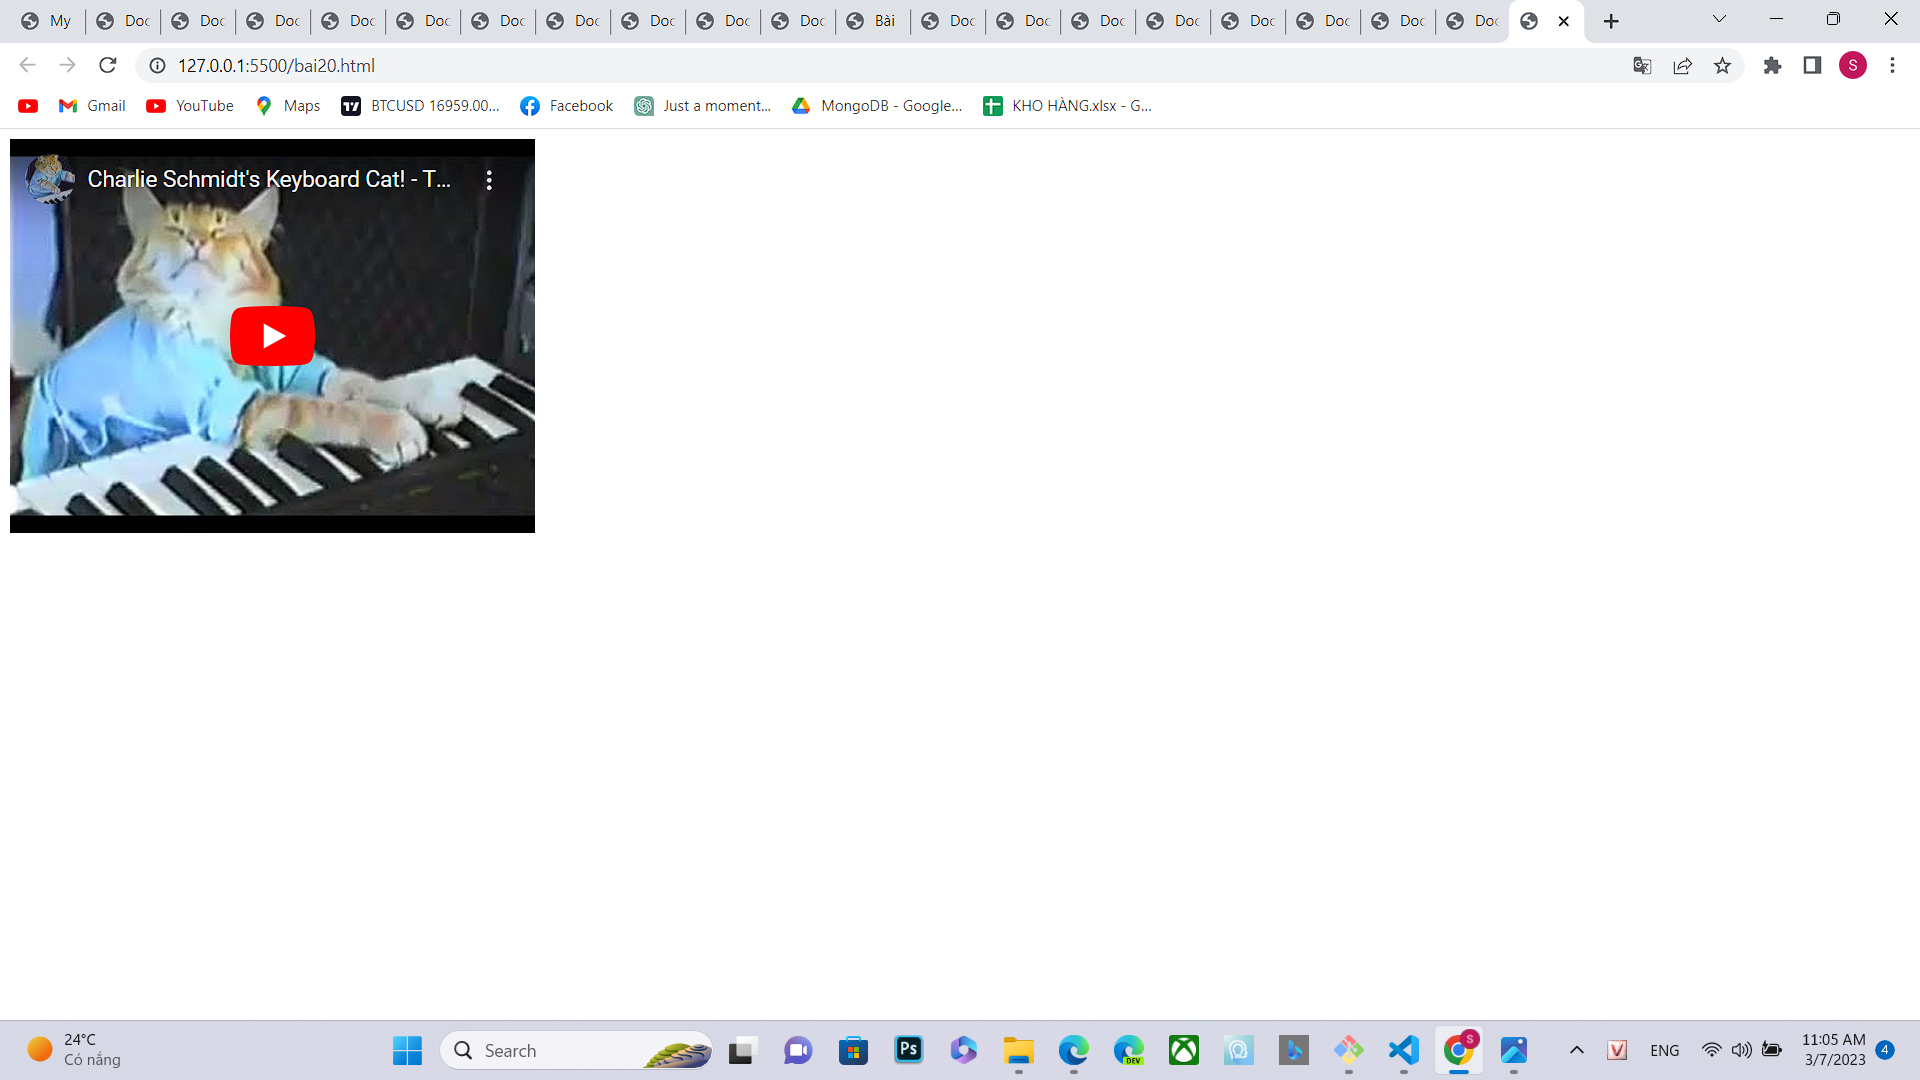 My Doc Doc Doc Doc Doc Doc Doc Doc Doc Doc Bài Doc Doc Doc Doc Doc Doc Doc Doc
127.0.0.1:5500/bai20.html
S
Gmail YouTube Maps BTCUSD 16959.00... Facebook Just a moment... MongoDB - Google... KHO HÀNG.xlsx - G...
Charlie Schmidt's Keyboard Cat! - T...
24°C
Có nắng
Search
Ps
DEV
S
V
ENG
11:05 AM
3/7/2023
4